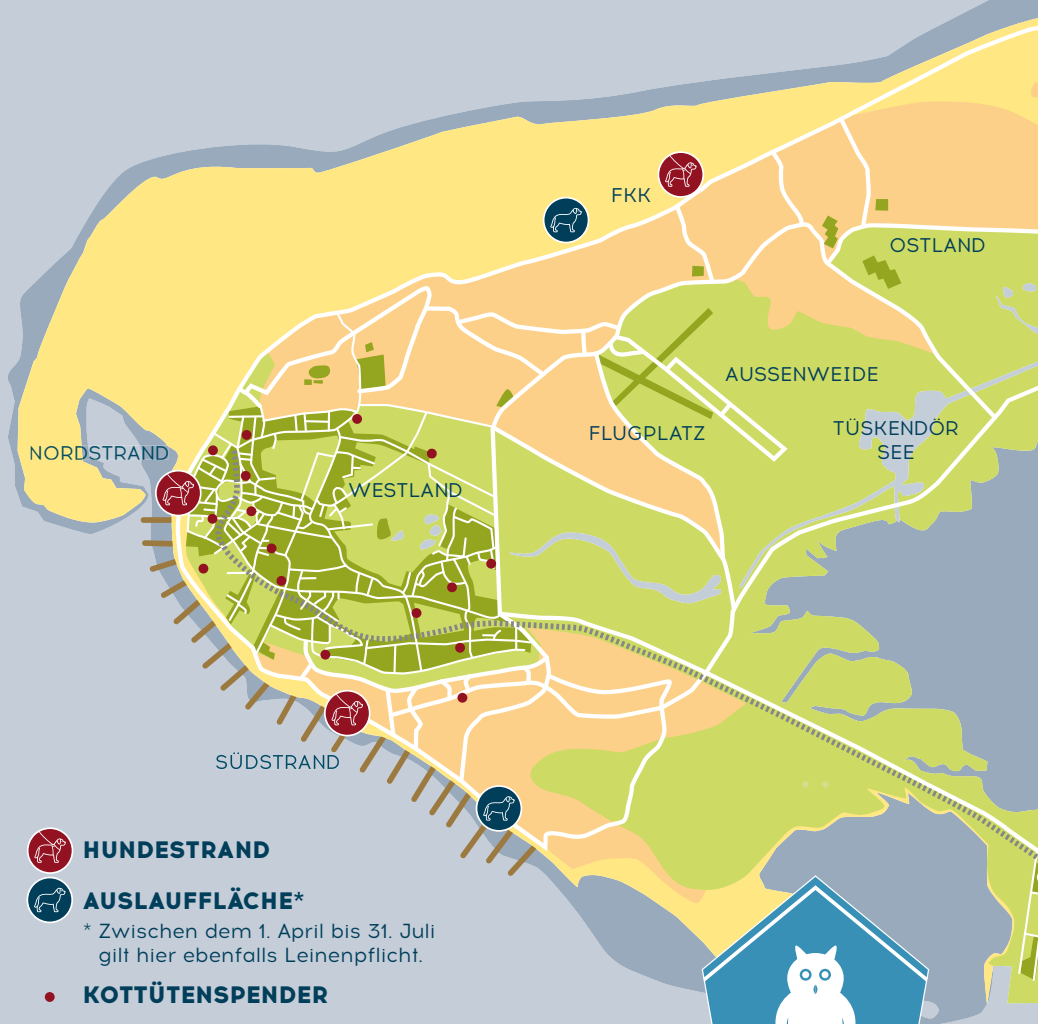 FKK
OSTLAND
AUSSENWEIDE
FLUGPLATZ
TÜSKENDÖR
SEE
NORDSTRAND
WESTLAND
SÜDSTRAND
HUNDESTRAND
AUSLAUFFLÄCHE*
* Zwischen dem 1. April bis 31. Juli
gilt hier ebenfalls Leinenpflicht.
KOTTÜTENSPENDER